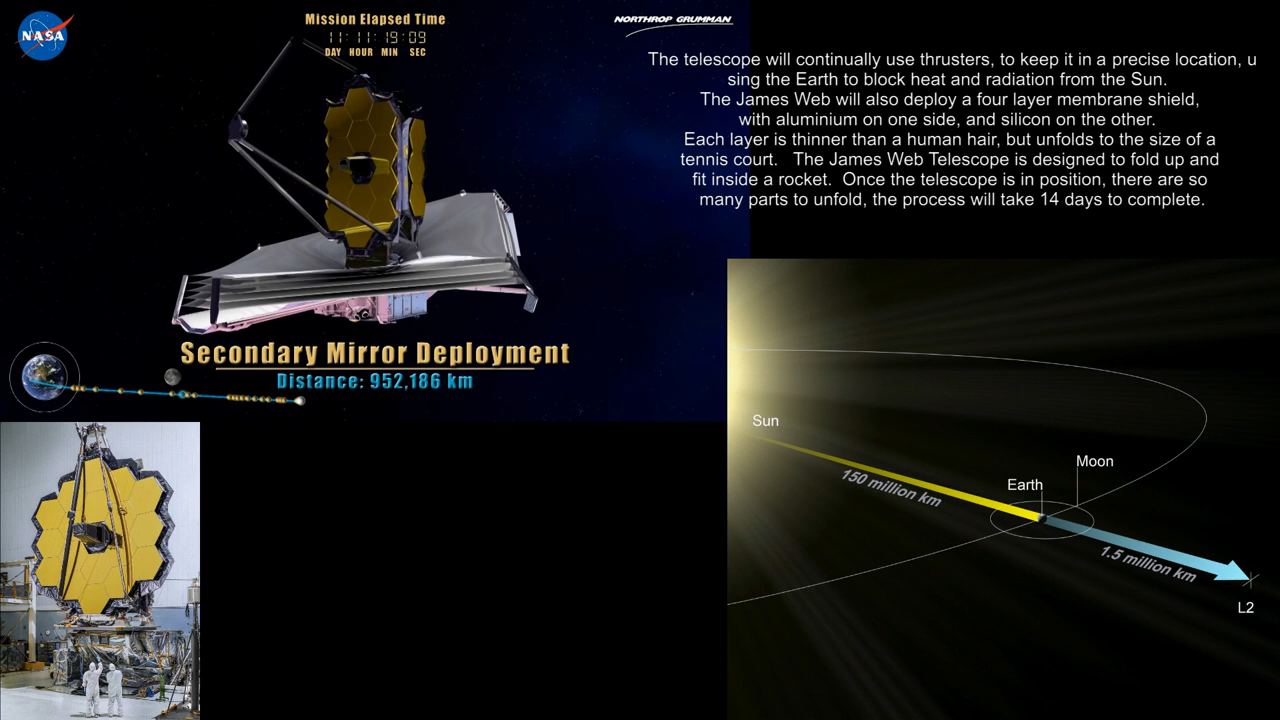 NASA
Mission Elapsed Time
11:11:19:09
DAY HOUR MIN SEC
NORTHROP GRUMMAN
The telescope will continually use thrusters, to keep it in a precise location, u
sing the Earth to block heat and radiation from the Sun.
The James Web will also deploy a four layer membrane shield,
with aluminium on one side, and silicon on the other.
Each layer is thinner than a human hair, but unfolds to the size of a
tennis court. The James Web Telescope is designed to fold up and
fit inside a rocket. Once the telescope is in position, there are so
many parts to unfold, the process will take 14 days to complete.
Secondary Mirror Deployment
Distance: 952,186 km
Sun
150 million km
Earth
Moon
1.5 million km
L2